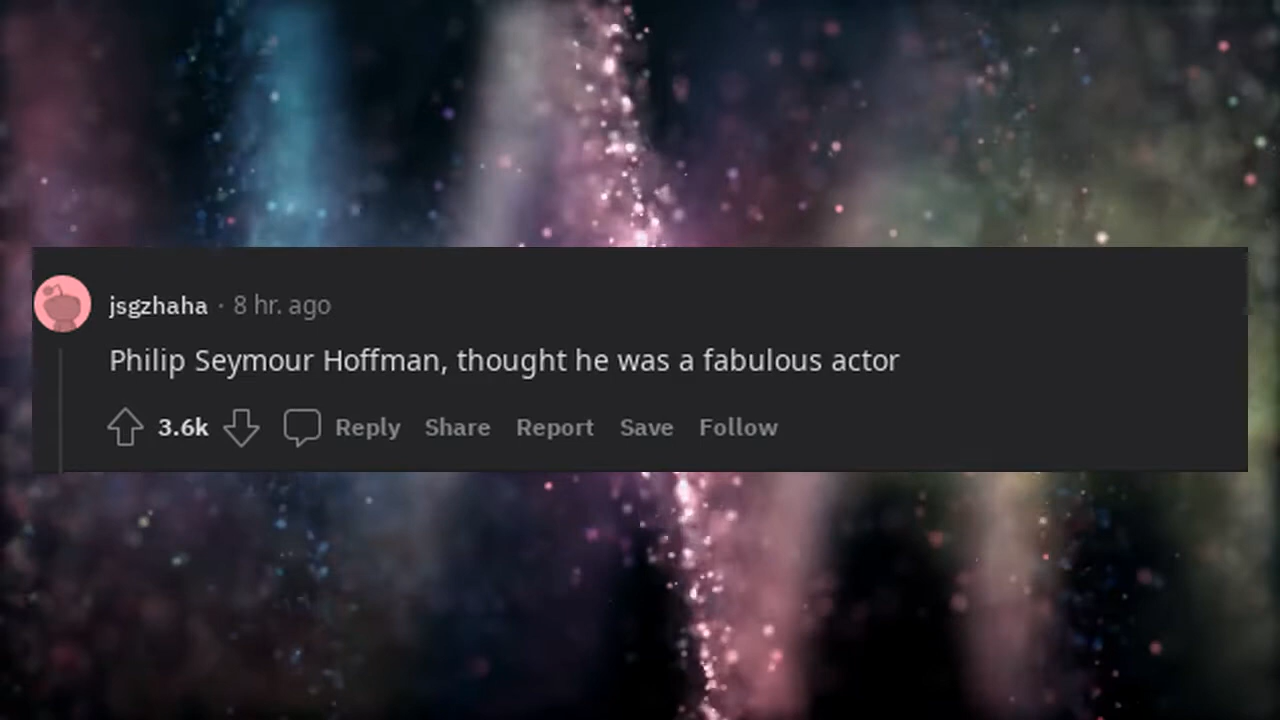 jsgzhaha · 8 hr. ago
Philip Seymour Hoffman, thought he was a fabulous actor
3.6k Reply Share Report Save Follow